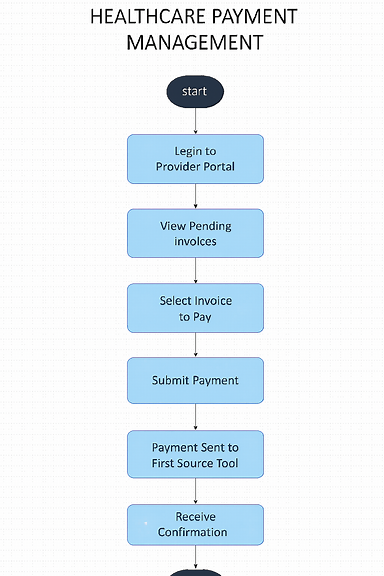 HEALTHCARE PAYMENT
MANAGEMENT
start
Legin to
Provider Portal
View Pending
involces
Select Invoice
to Pay
Submit Payment
Payment Sent to
First Source Tool
Receive
Confirmation